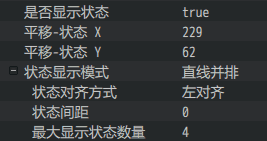 是否显示状态 true
平移-状态 X 229
平移-状态 Y 62
状态显示模式 直线并排
状态对齐方式 左对齐
状态间距 0
最大显示状态数量 4